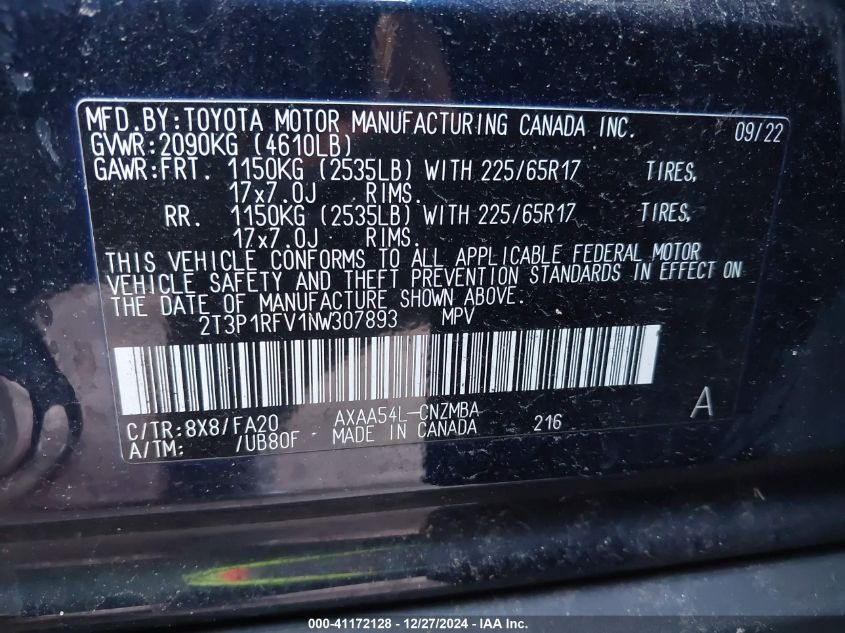 MFD.BY:TOYOTA MOTOR MANUFACTURING CANADA INC. 09/22
GVWR:2090KG (4610LB)
GAWR:FRT. 1150KG (2535LB) WITH 225/65R17 TIRES,
17x7.0J RIMS.
RR. 1150KG (2535LB) WITH 225/65R17 TIRES,
17x7.0J RIMS.
THIS VEHICLE CONFORMS TO ALL APPLICABLE FEDERAL MOTOR
VEHICLE SAFETY AND THEFT PREVENTION STANDARDS IN EFFECT ON
THE DATE OF MANUFACTURE SHOWN ABOVE.
2T3P1RFV1NW307893 MPV
C/TR:8X8/FA20 AXAA54L-CNZMBA 216 A
A/TM: /UB80F MADE IN CANADA
000-41172128 - 12/27/2024 - IAA Inc.